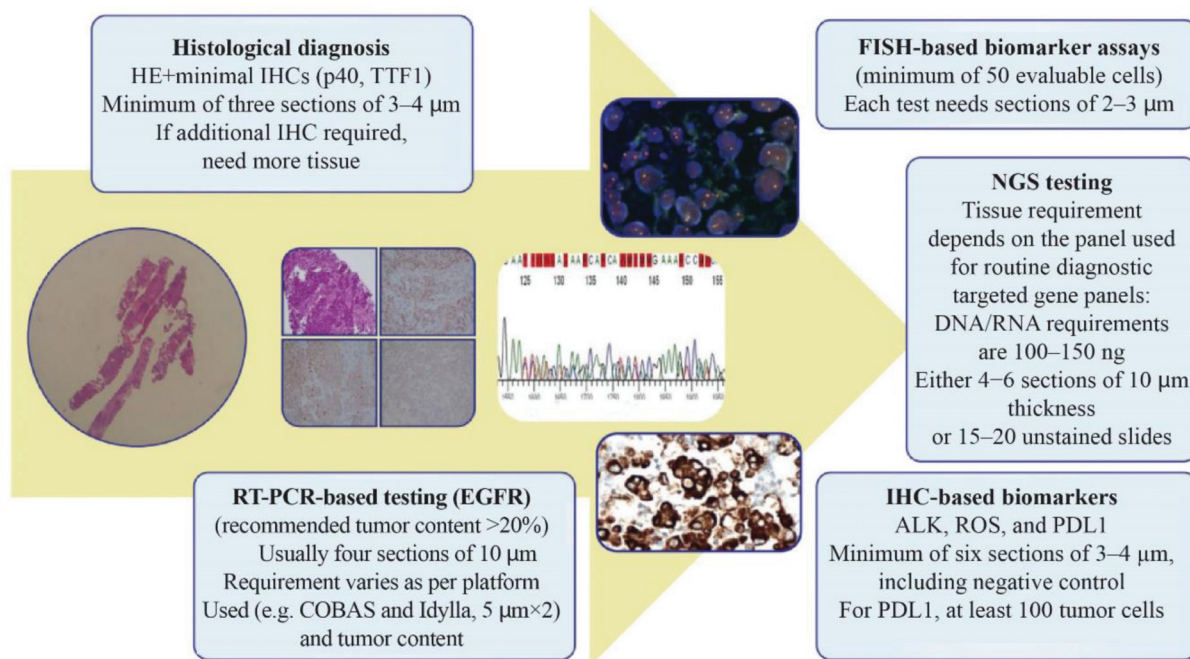 Histological diagnosis
HE+minimal IHCs (p40, TTF1)
Minimum of three sections of 3–4 μm
If additional IHC required,
need more tissue
FISH-based biomarker assays
(minimum of 50 evaluable cells)
Each test needs sections of 2–3 μm
NGS testing
Tissue requirement
depends on the panel used
for routine diagnostic
targeted gene panels:
DNA/RNA requirements
are 100–150 ng
Either 4−6 sections of 10 μm
thickness
or 15–20 unstained slides
125 130 135 140 145 150 155
RT-PCR-based testing (EGFR)
(recommended tumor content >20%)
Usually four sections of 10 μm
Requirement varies as per platform
Used (e.g. COBAS and Idylla, 5 μm×2)
and tumor content
IHC-based biomarkers
ALK, ROS, and PDL1
Minimum of six sections of 3–4 μm,
including negative control
For PDL1, at least 100 tumor cells